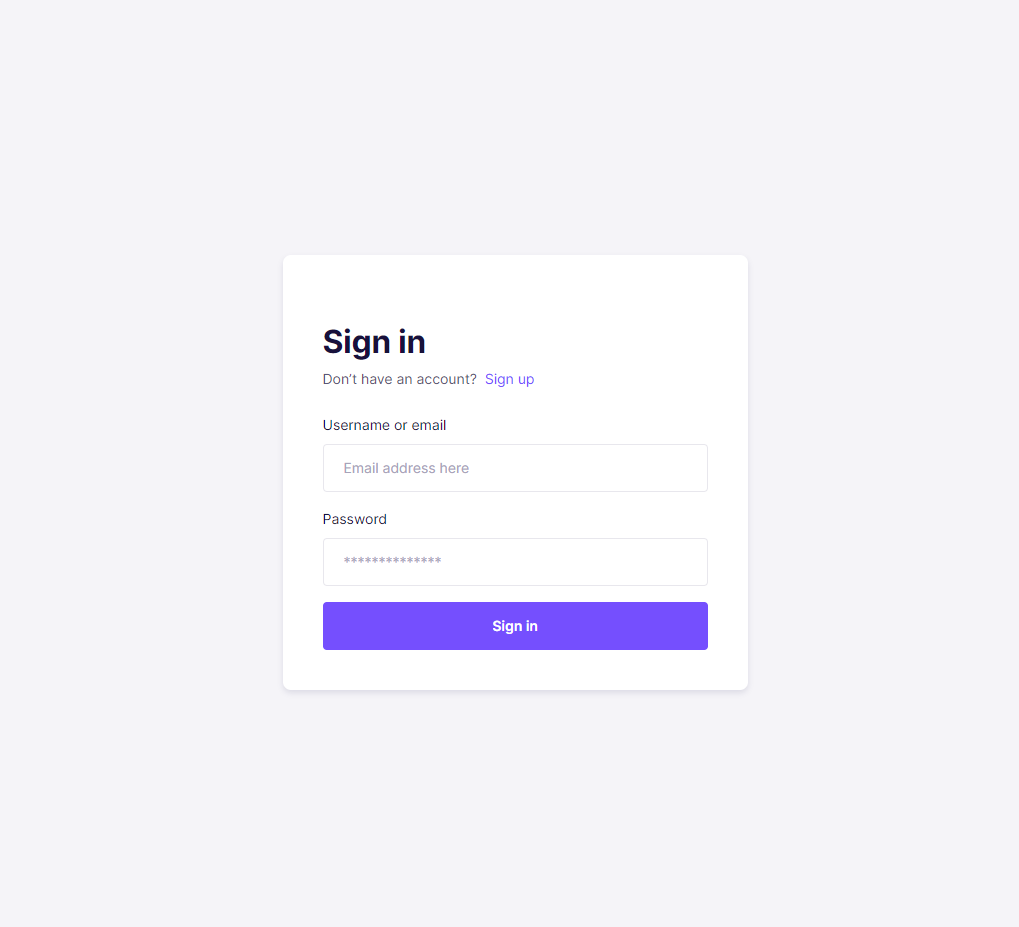 Sign in
Don’t have an account? Sign up
Username or email
Email address here
Password
**************
Sign in